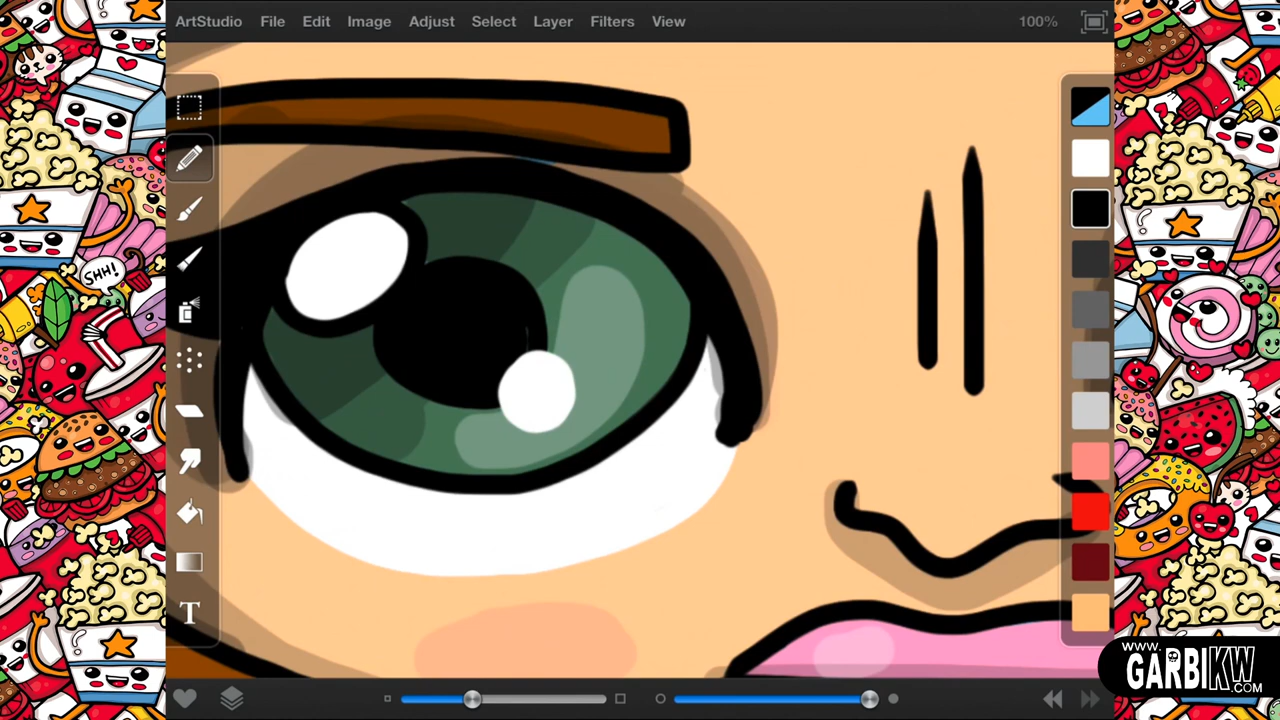 ArtStudio File Edit Image Adjust Select Layer Filters View 100%
SHH!
T
www.
GARBIKW
.COM